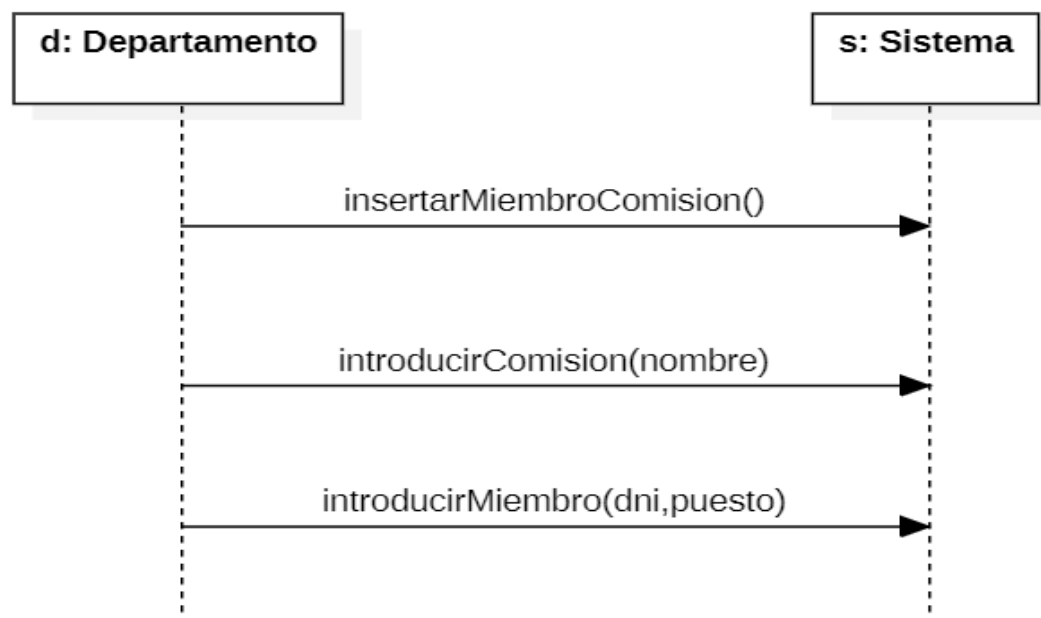 d: Departamento
s: Sistema
insertarMiembroComision()
introducirComision(nombre)
introducirMiembro(dni,puesto)